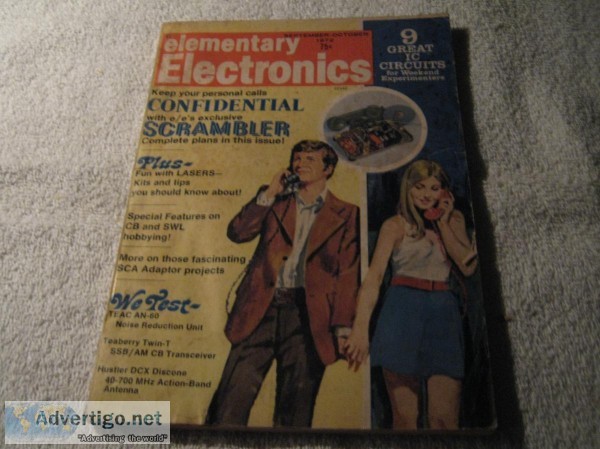 elementary
Electronics
SEPTEMBER-OCTOBER
75¢
9
GREAT IC
CIRCUITS
for Weekend
Experimenters
Keep your personal calls
CONFIDENTIAL
with e/e's exclusive
SCRAMBLER
Complete plans in this issue!
Plus-
Fun with LASERS—
Kits and tips
you should know about!
Special Features on
CB and SWL
hobbying!
More on those fascinating
SCA Adaptor projects
We Test-
TEAC AN-80
Noise Reduction Unit
Teaberry Twin-T
SSB/AM CB Transceiver
Hustler DCX Discone
40-700 MHz Action-Band
Antenna
Advertigo.net
"Advertising the world"